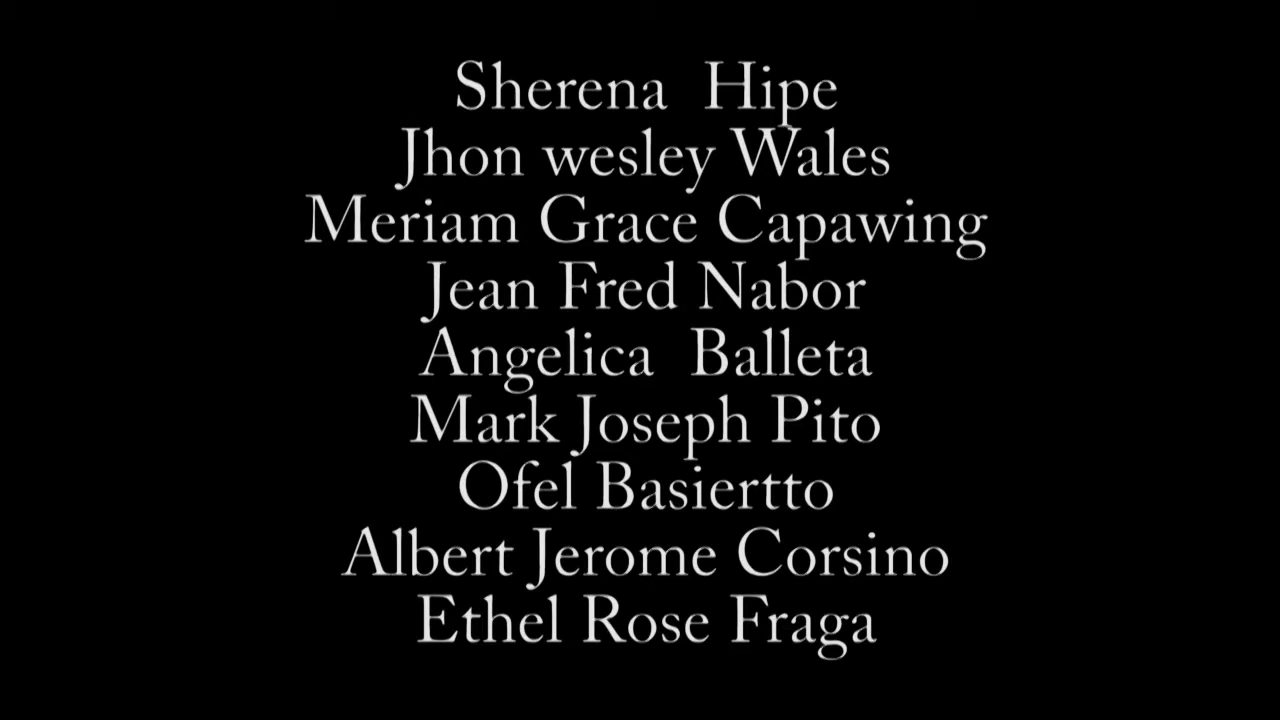 Sherena  Hipe
Jhon wesley Wales
Meriam Grace Capawing
Jean Fred Nabor
Angelica  Balleta
Mark Joseph Pito
Ofel Basiertto
Albert Jerome Corsino
Ethel Rose Fraga